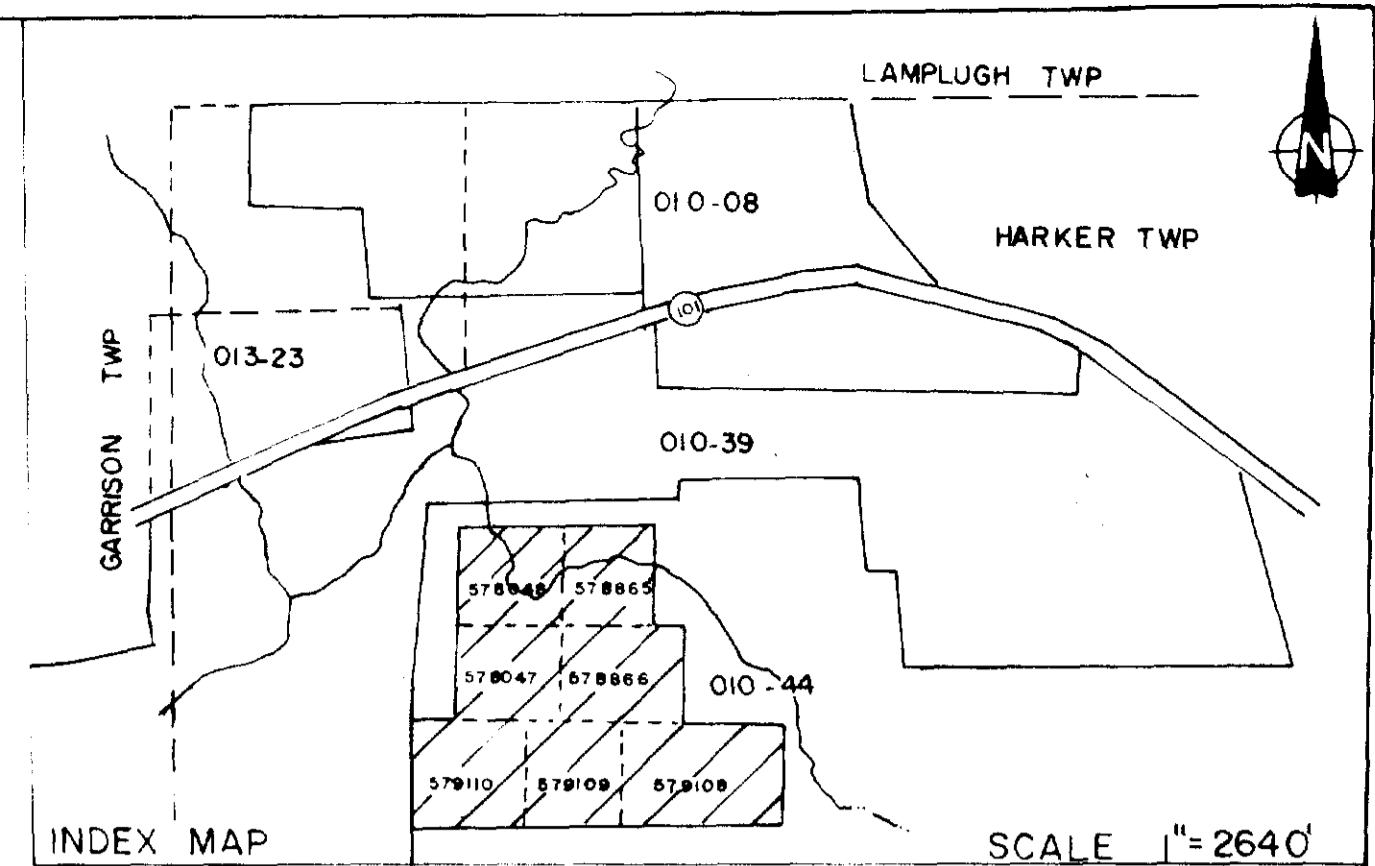 LAMPLUGH TWP
N
010-08
HARKER TWP
101
GARRISON TWP
013-23
010-39
578048 578865
578047 578866
010-44
579110 579109 579108
INDEX MAP
SCALE 1"=2640'